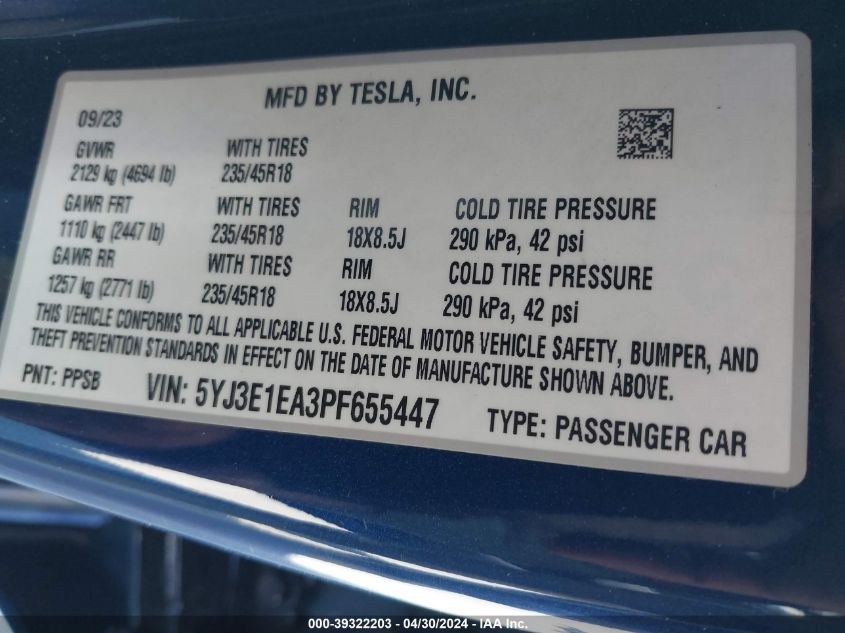 MFD BY TESLA, INC.
09/23
GVWR WITH TIRES
2129 kg (4694 lb) 235/45R18
GAWR FRT WITH TIRES RIM COLD TIRE PRESSURE
1110 kg (2447 lb) 235/45R18 18X8.5J 290 kPa, 42 psi
GAWR RR WITH TIRES RIM COLD TIRE PRESSURE
1257 kg (2771 lb) 235/45R18 18X8.5J 290 kPa, 42 psi
THIS VEHICLE CONFORMS TO ALL APPLICABLE U.S. FEDERAL MOTOR VEHICLE SAFETY, BUMPER, AND
THEFT PREVENTION STANDARDS IN EFFECT ON THE DATE OF MANUFACTURE SHOWN ABOVE.
PNT: PPSB VIN: 5YJ3E1EA3PF655447 TYPE: PASSENGER CAR
000-39322203 - 04/30/2024 - IAA, Inc.